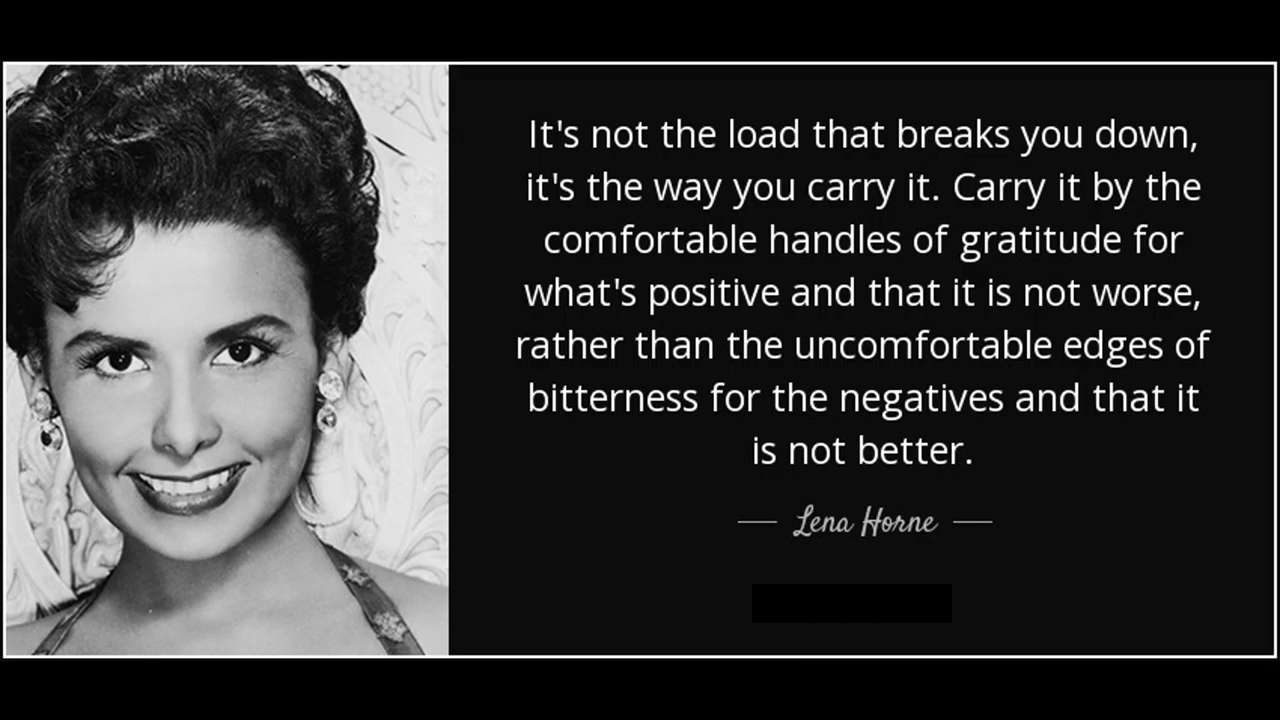 It's not the load that breaks you down,
it's the way you carry it. Carry it by the
comfortable handles of gratitude for
what's positive and that it is not worse,
rather than the uncomfortable edges of
bitterness for the negatives and that it
is not better.
Lena Horne